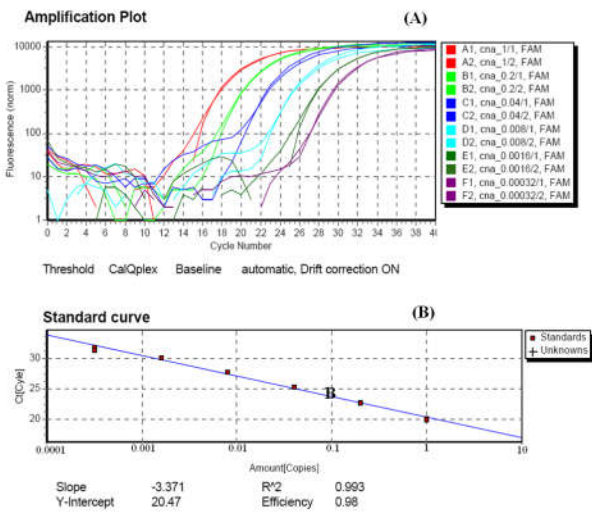 Amplification Plot
(A)
Fluorescence (norm)
10000
1000
100
10
1
0 2 4 6 8 10 12 14 16 18 20 22 24 26 28 30 32 34 36 38 40
Cycle Number
A1, cna_1/1, FAM
A2, cna_1/2, FAM
B1, cna_0.2/1, FAM
B2, cna_0.2/2, FAM
C1, cna_0.04/1, FAM
C2, cna_0.04/2, FAM
D1, cna_0.008/1, FAM
D2, cna_0.008/2, FAM
E1, cna_0.0016/1, FAM
E2, cna_0.0016/2, FAM
F1, cna_0.00032/1, FAM
F2, cna_0.00032/2, FAM
Threshold CalQplex Baseline automatic, Drift correction ON
Standard curve
(B)
Ct[Cyle]
30
25
20
B
0.0001 0.001 0.01 0.1 1 10
Amount[Copies]
Standards
Unknowns
Slope -3.371 R^2 0.993
Y-Intercept 20.47 Efficiency 0.98